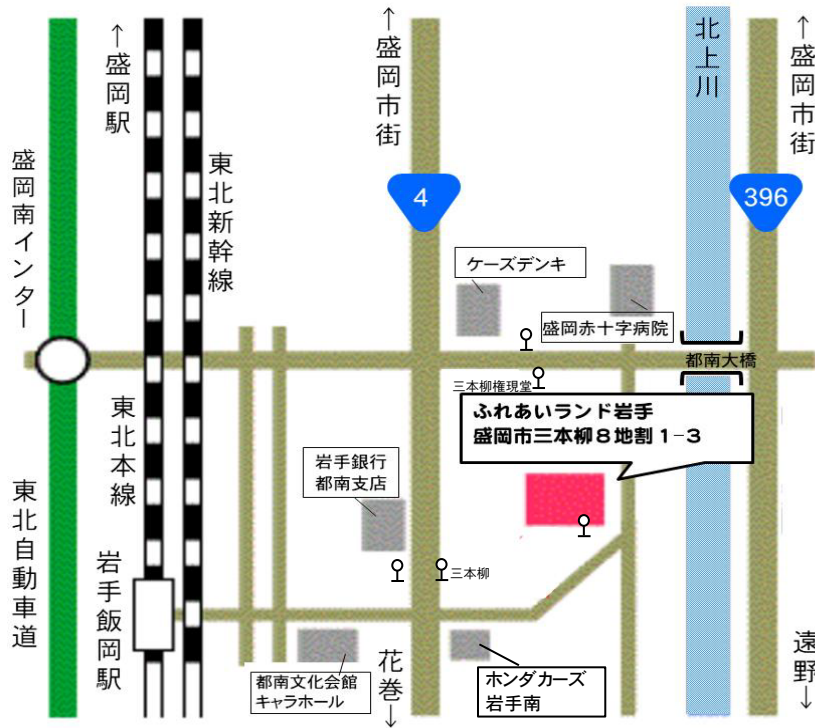 ↑盛岡駅
↑盛岡市街
北上川
↑盛岡市街
盛岡南インター
東北新幹線
4
396
ケーズデンキ
盛岡赤十字病院
都南大橋
三本柳権現堂
ふれあいランド岩手
盛岡市三本柳8地割1-3
東北本線
岩手銀行
都南支店
東北自動車道
岩手飯岡駅
三本柳
都南文化会館
キャラホール
花巻↓
ホンダカーズ
岩手南
遠野↓